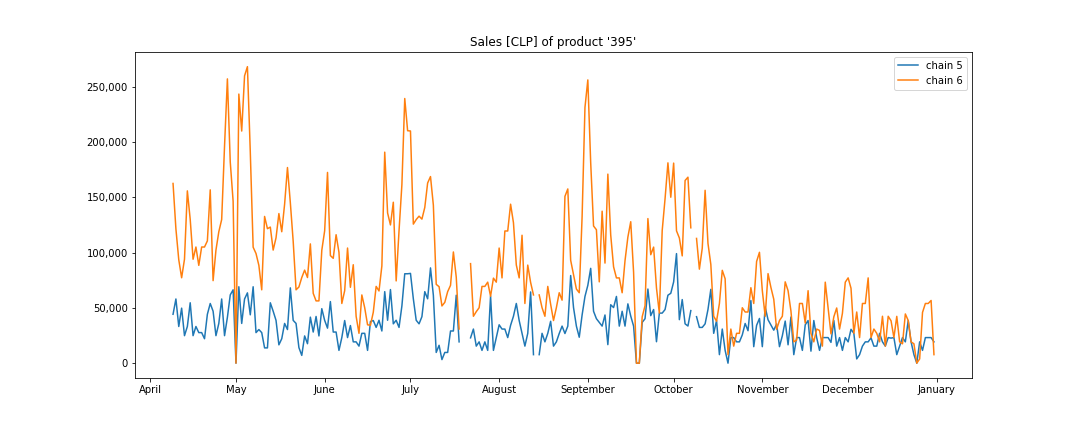 Sales [CLP] of product '395'
chain 5
chain 6
250,000
200,000
150,000
100,000
50,000
0
April May June July August September October November December January